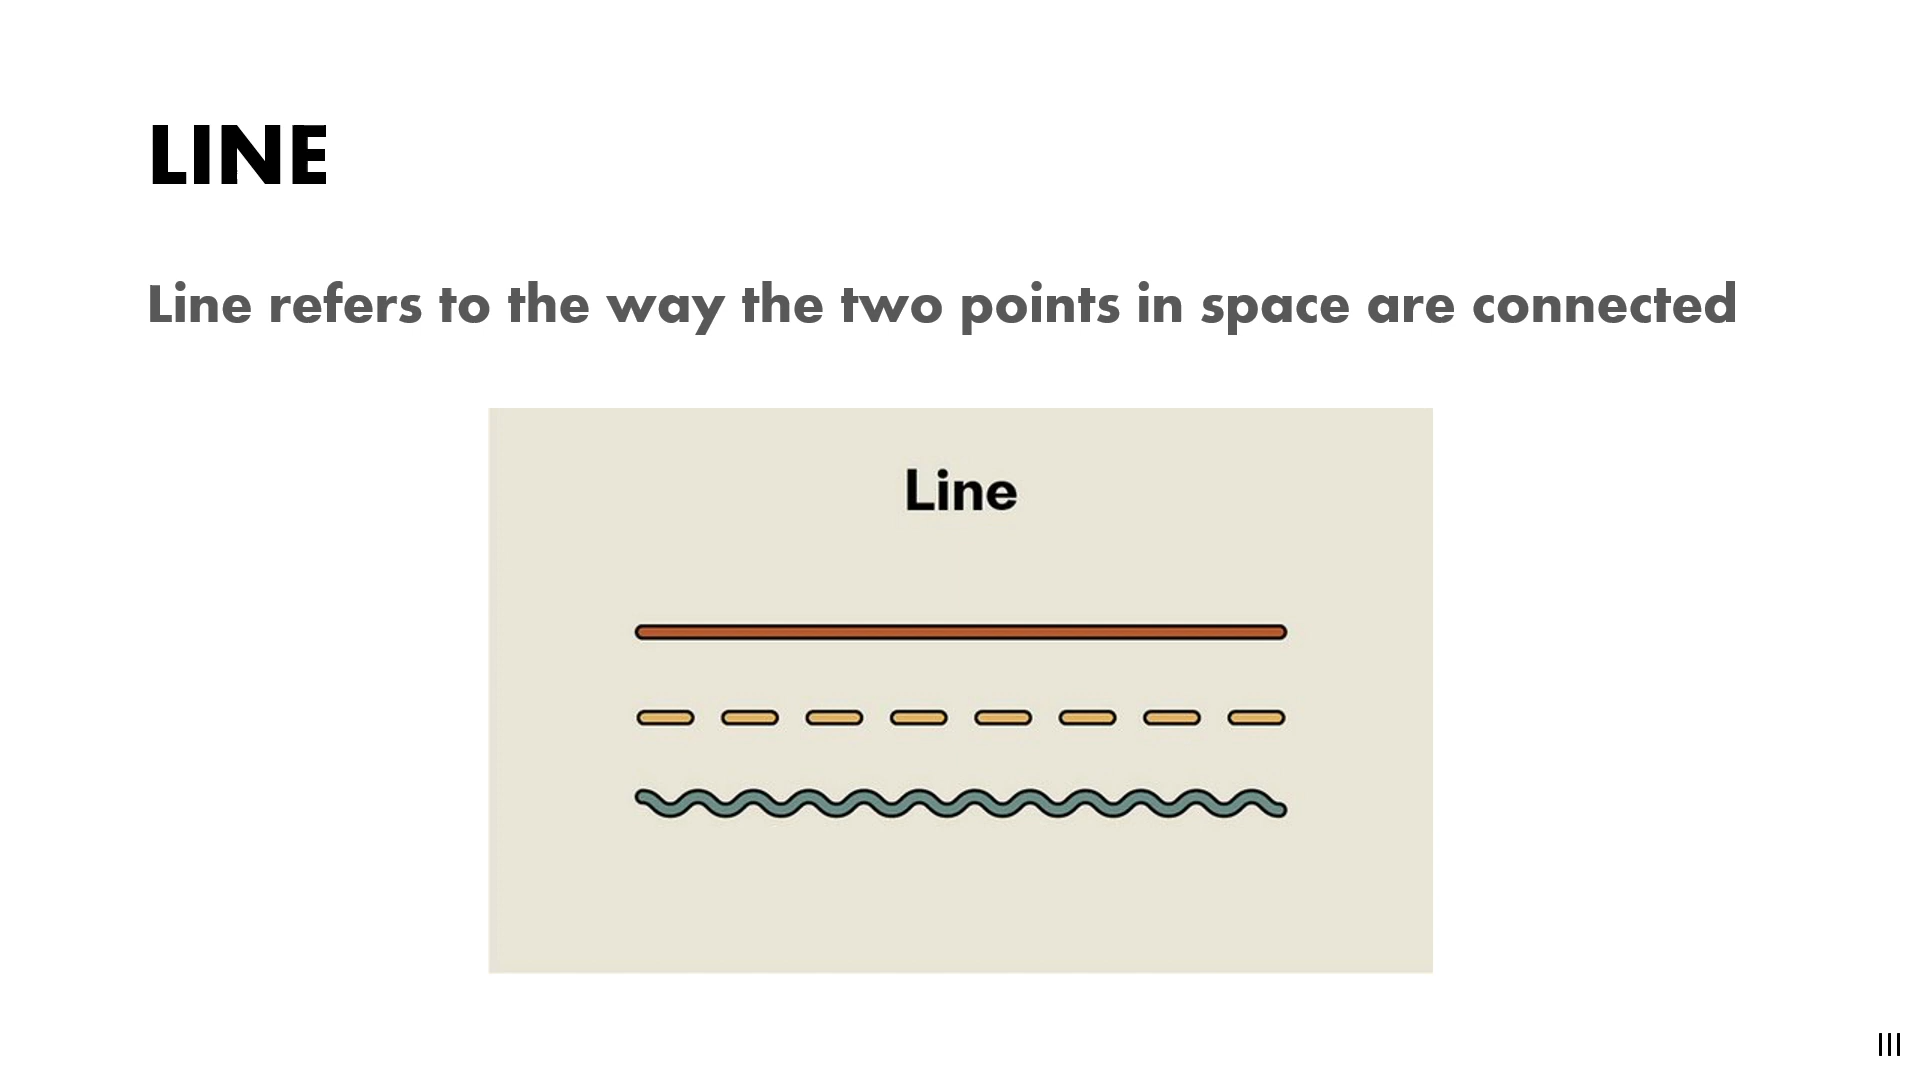 LINE
Line refers to the way the two points in space are connected
Line
III